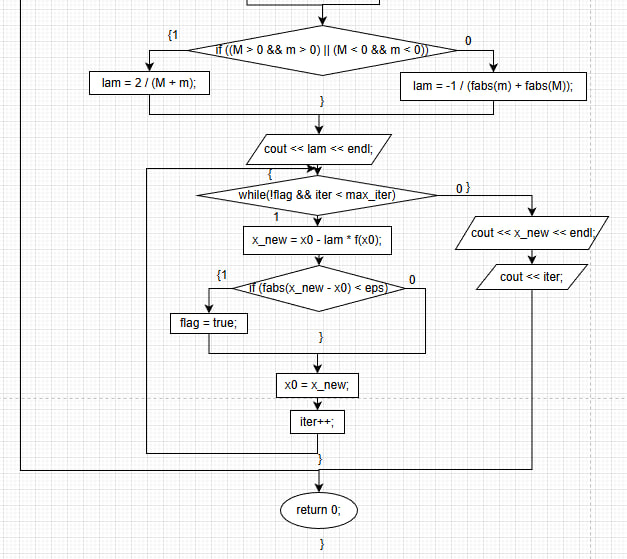 {1
0
if ((M > 0 && m > 0) || (M < 0 && m < 0))
lam = 2 / (M + m);
lam = -1 / (fabs(m) + fabs(M));
}
cout << lam << endl;
{
while(!flag && iter < max_iter)
0 }
1
cout << x_new << endl;
x_new = x0 - lam * f(x0);
{1
0
cout << iter;
if (fabs(x_new - x0) < eps)
flag = true;
}
x0 = x_new;
iter++;
}
return 0;
}